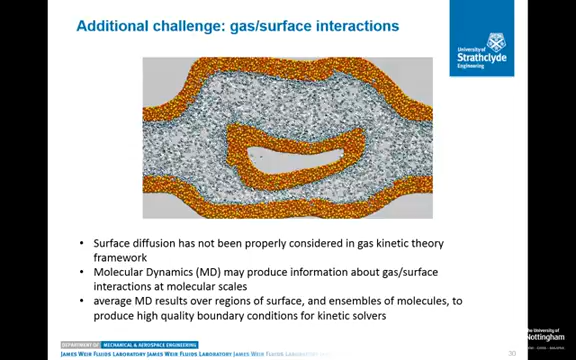 Additional challenge: gas/surface interactions
University of
Strathclyde
Engineering
• Surface diffusion has not been properly considered in gas kinetic theory
framework
• Molecular Dynamics (MD) may produce information about gas/surface
interactions at molecular scales
• average MD results over regions of surface, and ensembles of molecules, to
produce high quality boundary conditions for kinetic solvers
DEPARTMENT OF MECHANICAL & AEROSPACE ENGINEERING
JAMES WEIR FLUIDS LABORATORY JAMES WEIR FLUIDS LABORATORY JAMES WEIR FLUIDS LABORATORY
30
University of
Nottingham